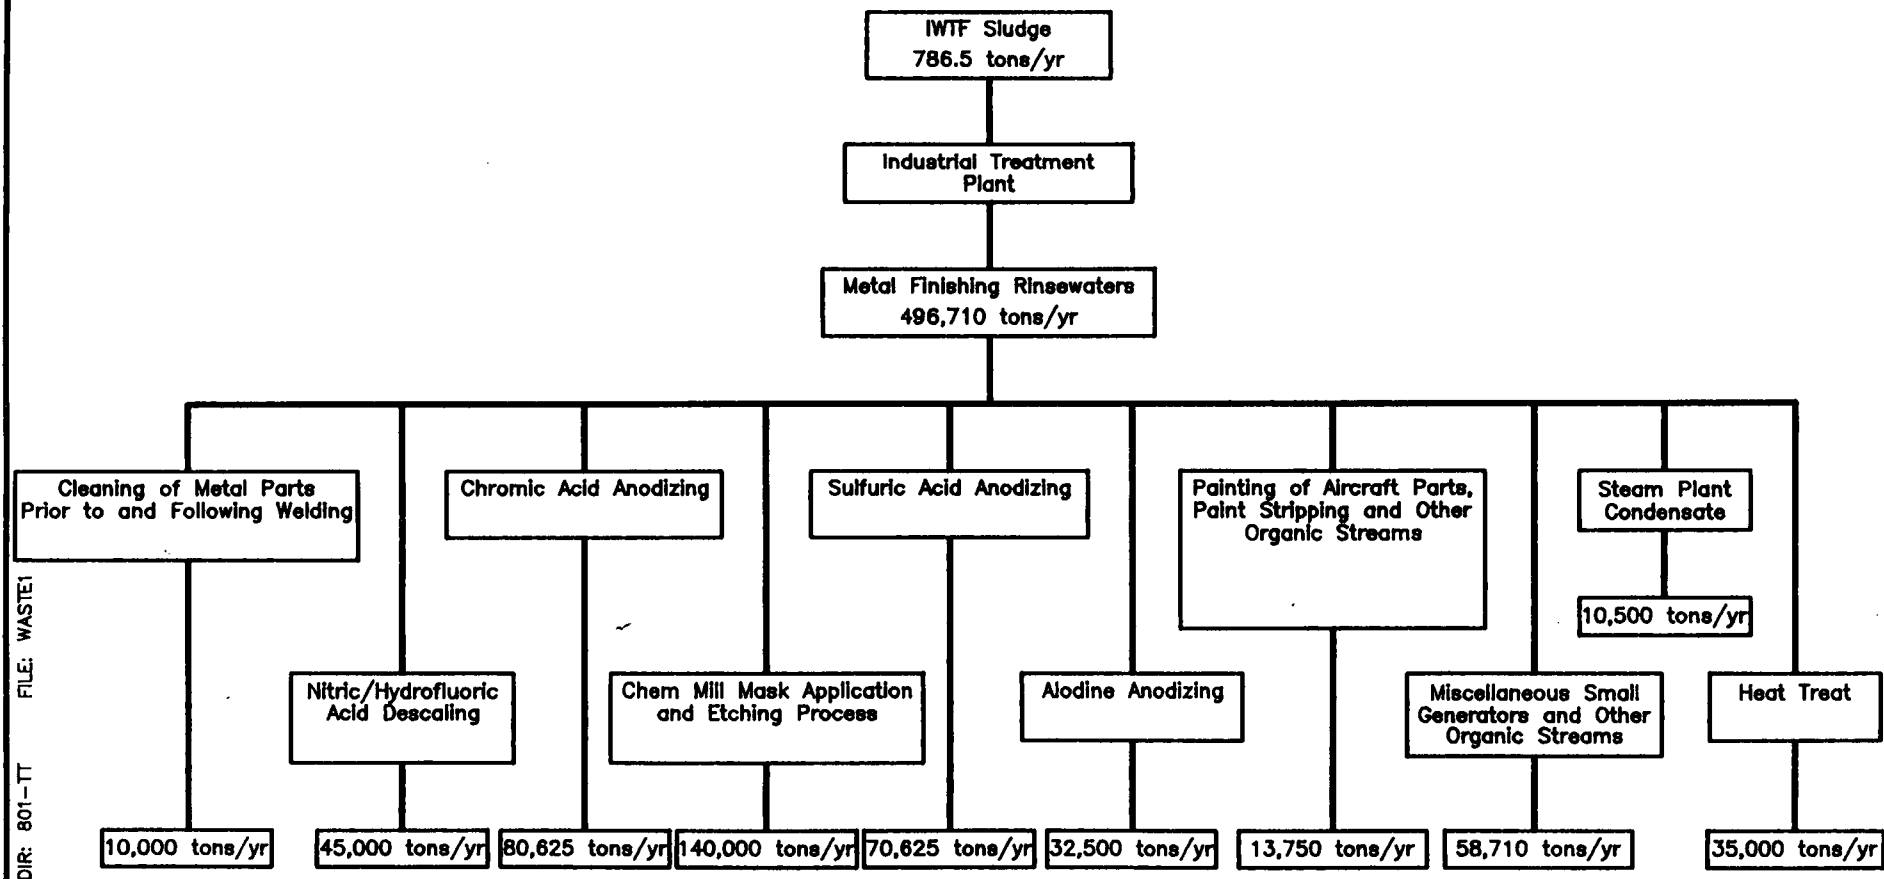 IWTF Sludge
786.5 tons/yr
Industrial Treatment
Plant
Metal Finishing Rinsewaters
496,710 tons/yr
Cleaning of Metal Parts
Prior to and Following Welding
Chromic Acid Anodizing
Sulfuric Acid Anodizing
Painting of Aircraft Parts,
Paint Stripping and Other
Organic Streams
Steam Plant
Condensate
10,500 tons/yr
Nitric/Hydrofluoric
Acid Descaling
Chem Mill Mask Application
and Etching Process
Alodine Anodizing
Miscellaneous Small
Generators and Other
Organic Streams
Heat Treat
10,000 tons/yr
45,000 tons/yr
80,625 tons/yr
140,000 tons/yr
70,625 tons/yr
32,500 tons/yr
13,750 tons/yr
58,710 tons/yr
35,000 tons/yr
DIR: 801-TT FILE: WASTE1